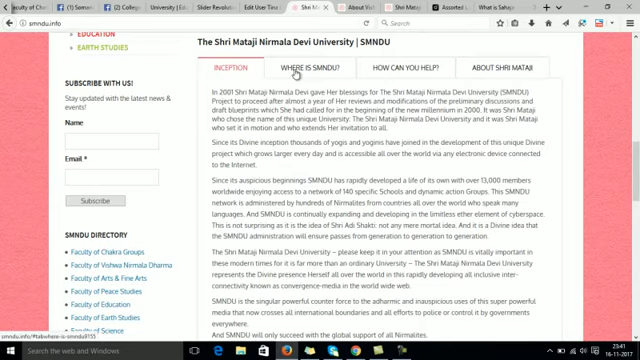 Faculty of Chakra
(1) Soman
(2) College
University | Edu
Slider Revolutio
Edit User Tina
Shri Ma
About Vish
Shri Mataji
Assorted
What is Sahaje
smndu.info
Search
EDUCATION
EARTH STUDIES
SUBSCRIBE WITH US!
Stay updated with the latest news &
events!
Name
Email *
Subscribe
SMNDU DIRECTORY
Faculty of Chakra Groups
Faculty of Vishwa Nirmala Dharma
Faculty of Arts & Fine Arts
Faculty of Peace Studies
Faculty of Education
Faculty of Earth Studies
Faculty of Science
The Shri Mataji Nirmala Devi University | SMNDU
INCEPTION
WHERE IS SMNDU?
HOW CAN YOU HELP?
ABOUT SHRI MATAJI
In 2001 Shri Mataji Nirmala Devi gave Her blessings for The Shri Mataji Nirmala Devi University (SMNDU)
Project to proceed after almost a year of Her reviews and modifications of the preliminary discussions and
draft blueprints which She had called for in the beginning of the new millennium in 2000. It was Shri Mataji
who chose the name of this unique University: The Shri Mataji Nirmala Devi University and it was Shri Mataji
who set it in motion and who extends Her invitation to all.
Since its Divine inception thousands of yogis and yoginis have joined in the development of this unique Divine
project which grows larger every day and is accessible all over the world via any electronic device connected
to the Internet.
Since its auspicious beginnings SMNDU has rapidly developed a life of its own with over 13,000 members
worldwide enjoying access to a network of 140 specific Schools and dynamic action Groups. This SMNDU
network is administered by hundreds of Nirmalites from countries all over the world who speak many
languages. And SMNDU is continually expanding and developing in the limitless ether element of cyberspace.
This is not surprising as it is the idea of Shri Adi Shakti: not any mere mortal idea. And it is a Divine idea that
the SMNDU administration will ensure passes from generation to generation to generation.
The Shri Mataji Nirmala Devi University – please keep it in your attention as SMNDU is vitally important in
these modern times for it is far more than an ordinary University – The Shri Mataji Nirmala Devi University
represents the Divine presence Herself all over the world in this rapidly developing all inclusive inter-
connectivity known as convergence-media in the world wide web.
SMNDU is the singular powerful counter force to the adharmic and inauspicious uses of this super powerful
media that now crosses all international boundaries and all efforts to police or control it by governments
everywhere.
And SMNDU will only succeed with the global support of all Nirmalites.
smndu.info/#tabwhere-is-smndu9155
Search the web and Windows
23:41
16-11-2017